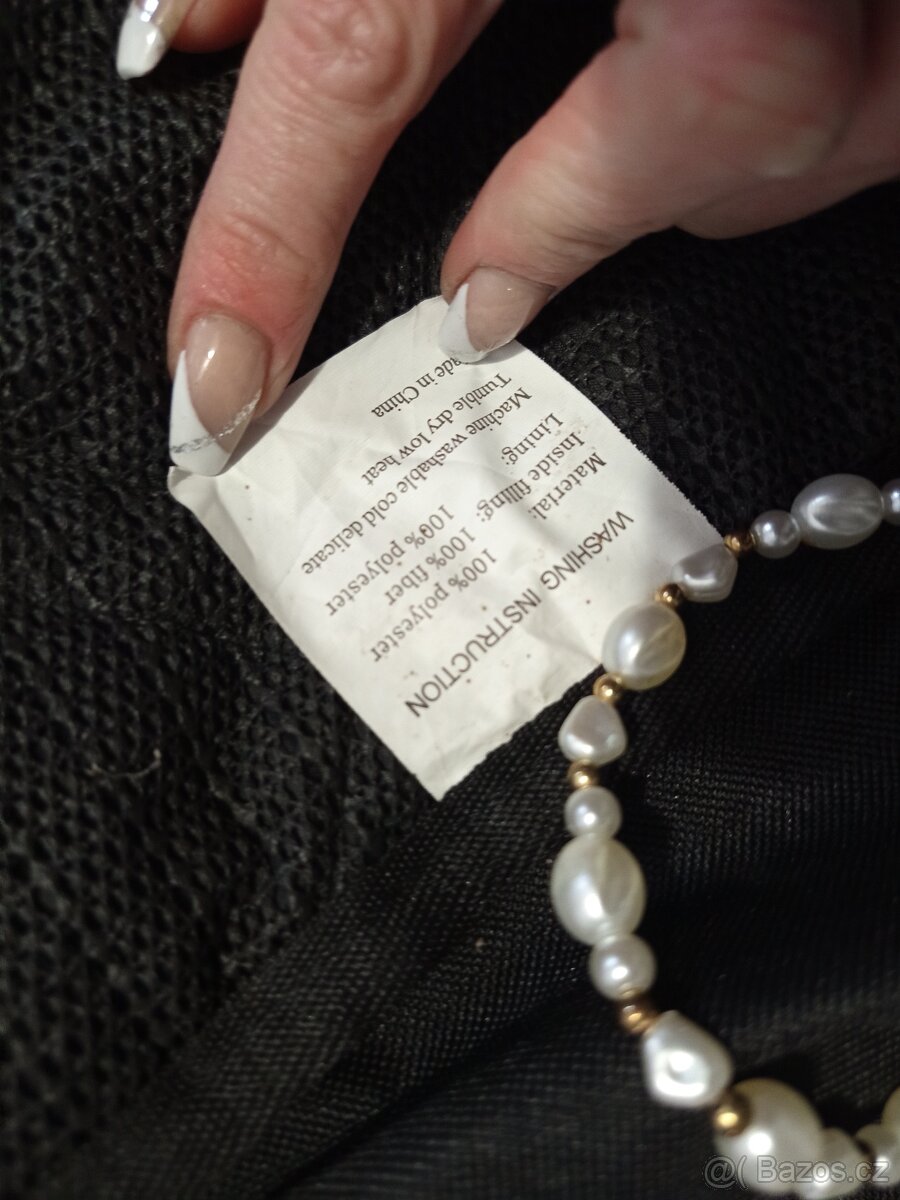 WASHING INSTRUCTION
Material: 100% polyester
Inside filling: 100% fiber
Lining: 100% polyester
Machine washable cold delicate
Tumble dry low heat
ade in China
@( Bazos.cz